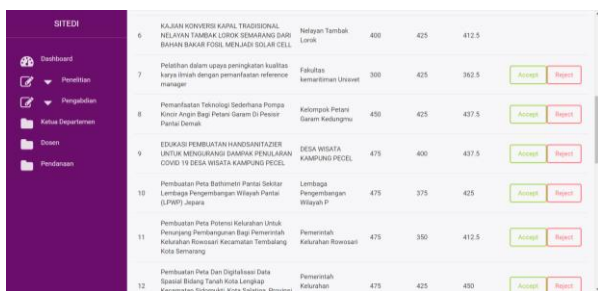 SITEDI
Dashboard
Penelitian
Pengabdian
Ketua Departemen
Dosen
Pendanaan
6 KAJIAN KONVERSI KAPAL TRADISIONAL NELAYAN TAMBAK LOROK SEMARANG DARI BAHAN BAKAR FOSIL MENJADI SOLAR CELL Nelayan Tambak Lorok 400 425 412.5
7 Pelatihan dalam upaya peningkatan kualitas karya ilmiah dengan pemanfaatan reference manager Fakultas kemaritiman 300 425 362.5 Accept Reject
8 Pemanfaatan Teknologi Sederhana Pompa Kincir Angin Bagi Petani Garam Di Pesisir Pantai Demak Kelompok Petani Garam Kedungmu 450 425 437.5 Accept Reject
9 EDUKASI PEMBUATAN HANDSANITAZIER UNTUK MENGURANGI DAMPAK PENULARAN COVID 19 DESA WISATA KAMPUNG PECEL DESA WISATA KAMPUNG PECEL 475 400 437.5 Accept Reject
10 Pembuatan Peta Bathimetri Pantai Sekitar Lembaga Pengembangan Wilayah Pantai (LPWP) Jepara Lembaga Pengembangan Wilayah P 475 375 425 Accept Reject
11 Pembuatan Peta Potensi Kelurahan Untuk Penunjang Pembangunan Bagi Pemerintah Kelurahan Rowosari Kecamatan Tembalang Kota Semarang Pemerintah Kelurahan Rowosari 475 350 412.5 Accept Reject
12 Pembuatan Peta Dan Digitalisasi Data Spasial Bidang Tanah Kota Lengkap Kecamatan Sidomukti Kota Salatiga, Provinsi Pemerintah Kelurahan 475 425 450 Accept Reject